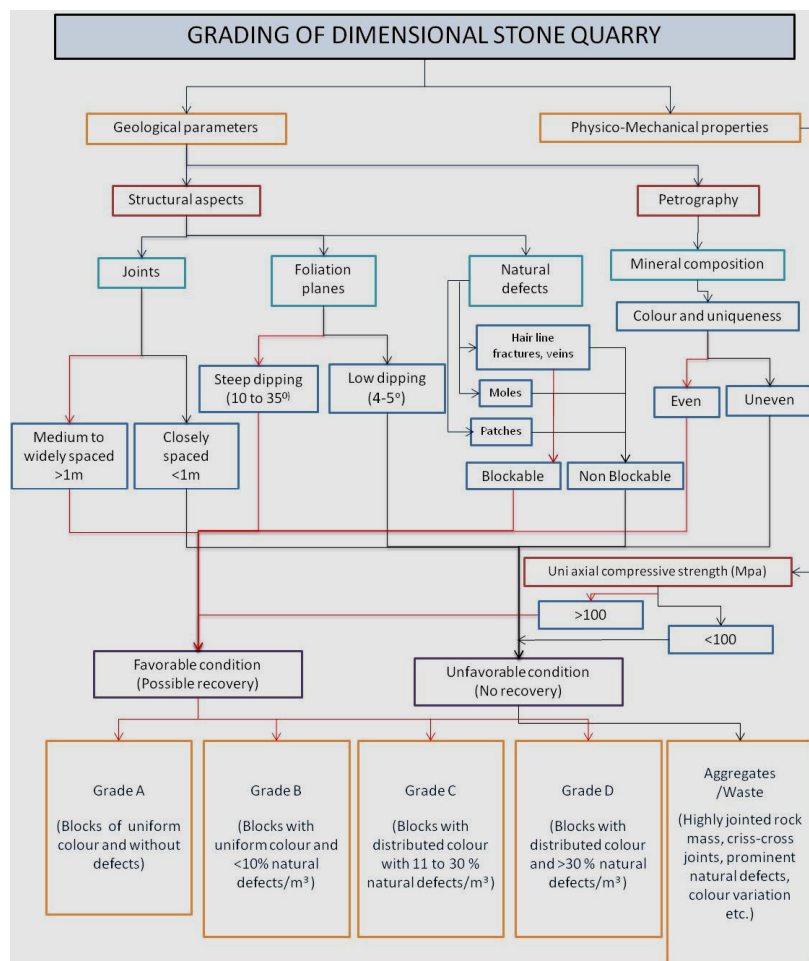 GRADING OF DIMENSIONAL STONE QUARRY
Geological parameters
Physico-Mechanical properties
Structural aspects
Petrography
Joints
Foliation
planes
Natural
defects
Mineral composition
Colour and uniqueness
Hair line
fractures, veins
Steep dipping
(10 to 35⁰⁾
Low dipping
(4-5°)
Moles
Even
Uneven
Patches
Medium to
widely spaced
>1m
Closely
spaced
<1m
Blockable
Non Blockable
Uni axial compressive strength (Mpa)
>100
<100
Favorable condition
(Possible recovery)
Unfavorable condition
(No recovery)
Grade A
(Blocks of uniform
colour and without
defects)
Grade B
(Blocks with
uniform colour and
<10% natural
defects/m³)
Grade C
(Blocks with
distributed colour
with 11 to 30 %
natural defects/m³)
Grade D
(Blocks with
distributed colour
and >30 % natural
defects/m³)
Aggregates
/Waste
(Highly jointed rock
mass, criss-cross
joints, prominent
natural defects,
colour variation
etc.)